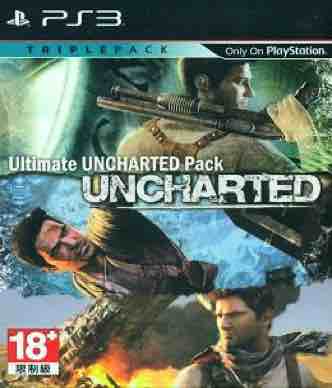 PS3
TRIPLEPACK
Only On PlayStation®
Ultimate UNCHARTED Pack
UNCHARTED
18+
限制級